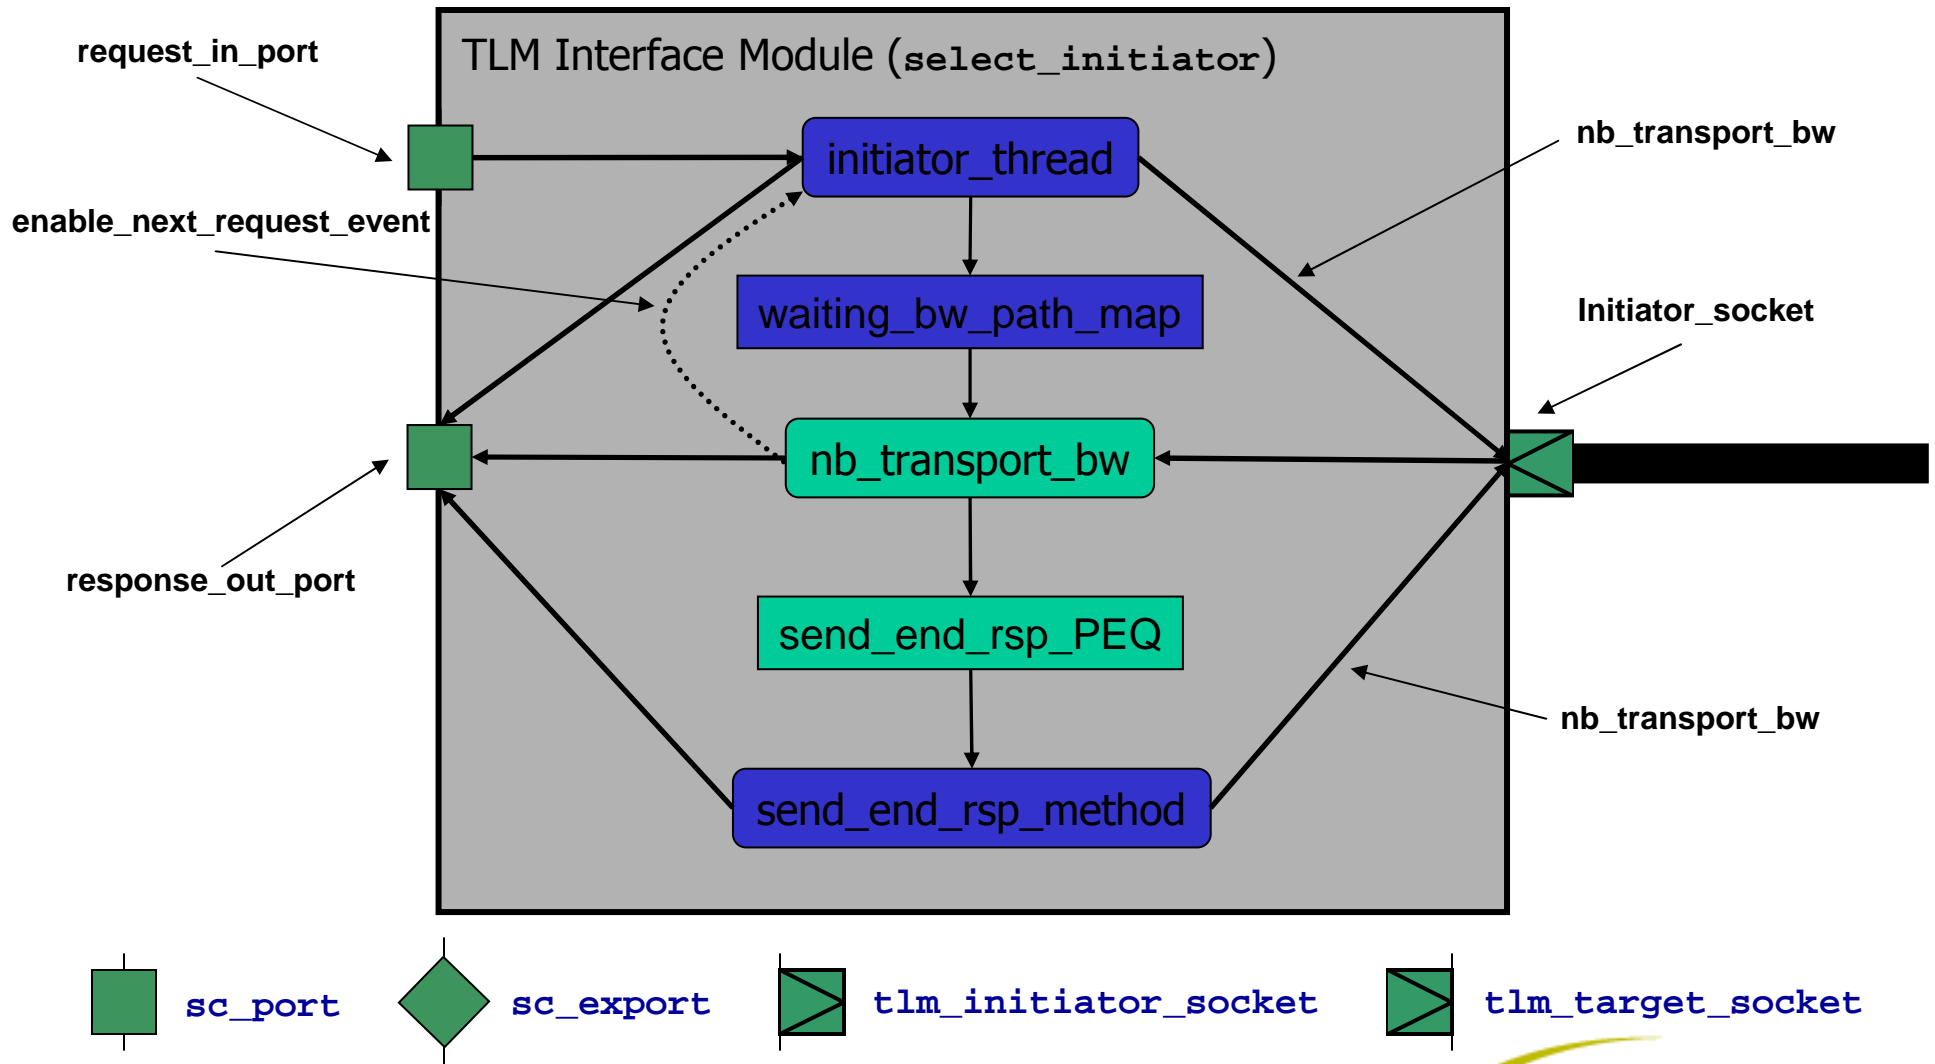 request_in_port
TLM Interface Module (select_initiator)
initiator_thread
nb_transport_bw
enable_next_request_event
waiting_bw_path_map
Initiator_socket
nb_transport_bw
response_out_port
send_end_rsp_PEQ
nb_transport_bw
send_end_rsp_method
sc_port
sc_export
tlm_initiator_socket
tlm_target_socket